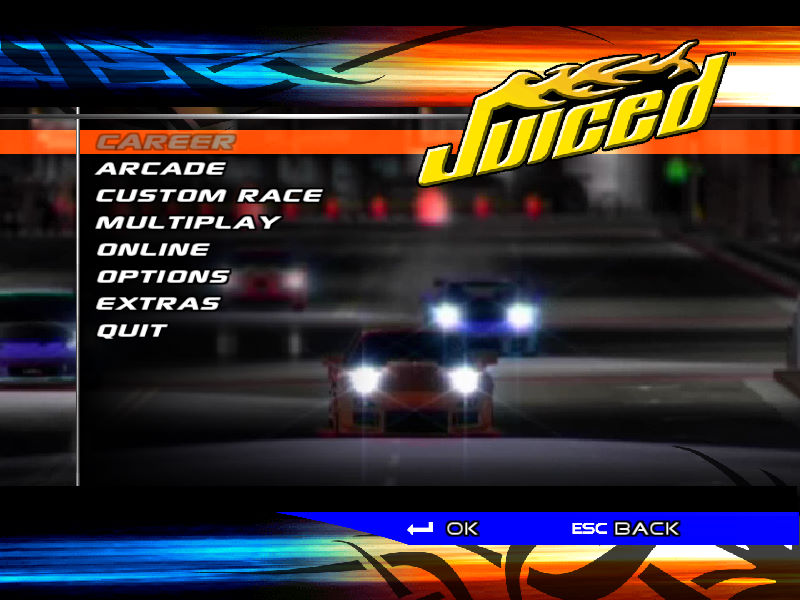 Juiced
CAREER
ARCADE
CUSTOM RACE
MULTIPLAY
ONLINE
OPTIONS
EXTRAS
QUIT
OK
ESC BACK